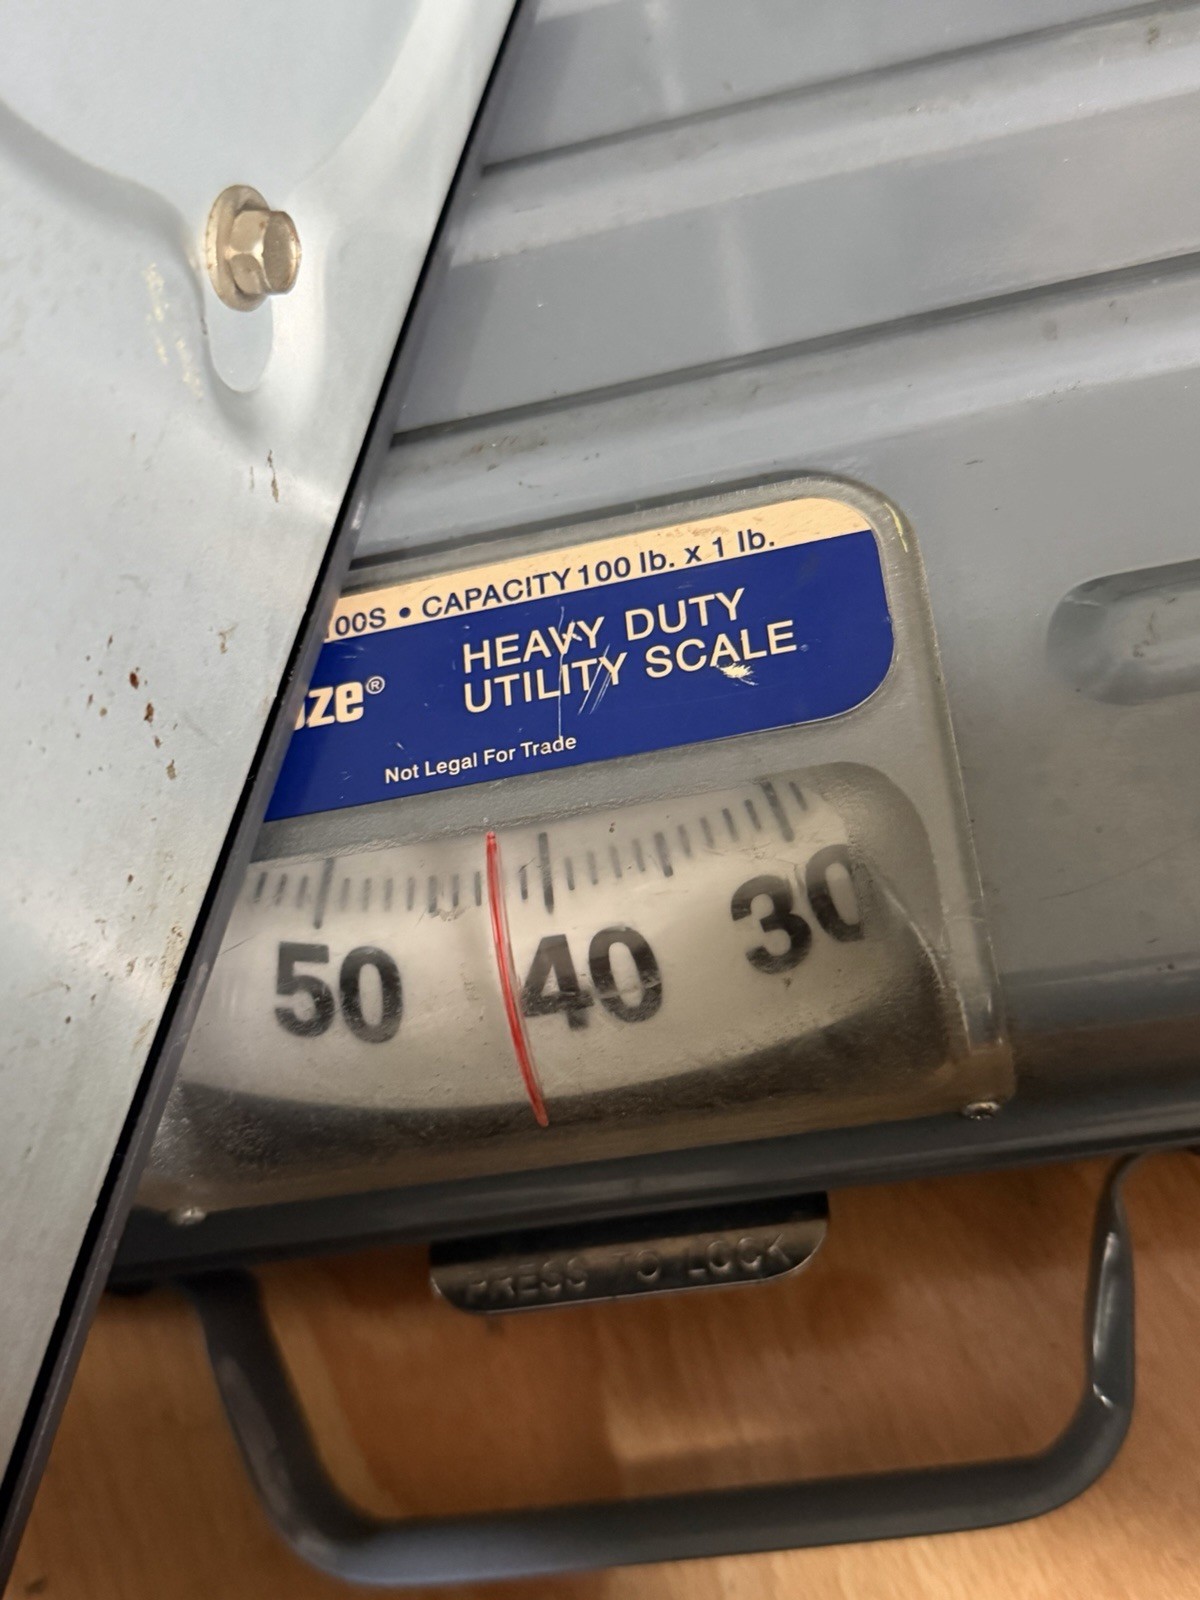 00S • CAPACITY 100 lb. x 1 lb.
ze®
HEAVY DUTY
UTILITY SCALE
Not Legal For Trade
50 40 30
PRESS TO LOCK